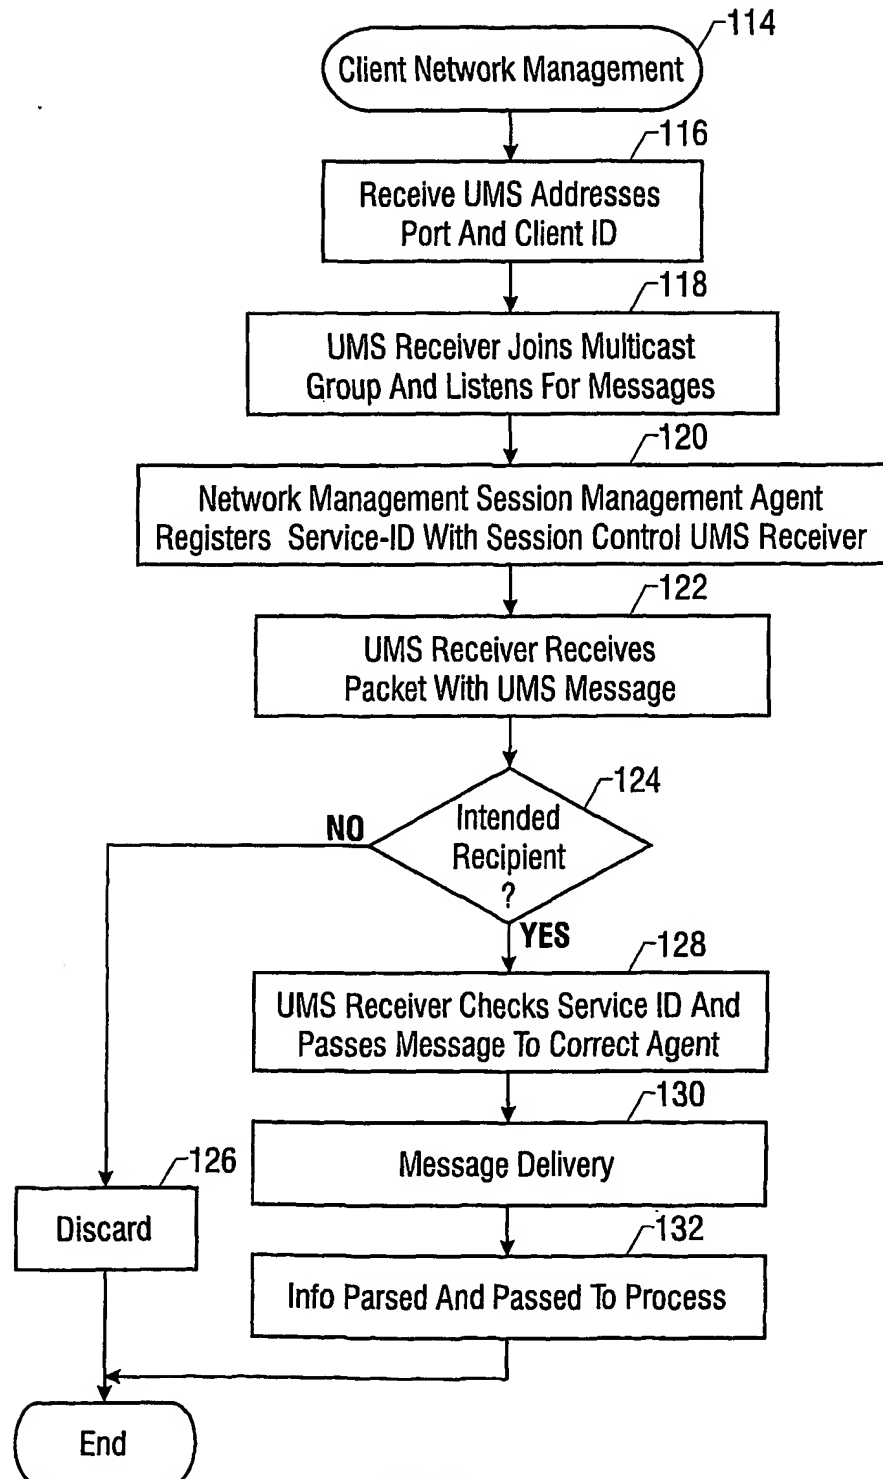 114
Client Network Management
116
Receive UMS Addresses
Port And Client ID
118
UMS Receiver Joins Multicast
Group And Listens For Messages
120
Network Management Session Management Agent
Registers Service-ID With Session Control UMS Receiver
122
UMS Receiver Receives
Packet With UMS Message
124
Intended
Recipient
?
NO
YES
128
UMS Receiver Checks Service ID And
Passes Message To Correct Agent
130
Message Delivery
126
Discard
132
Info Parsed And Passed To Process
End